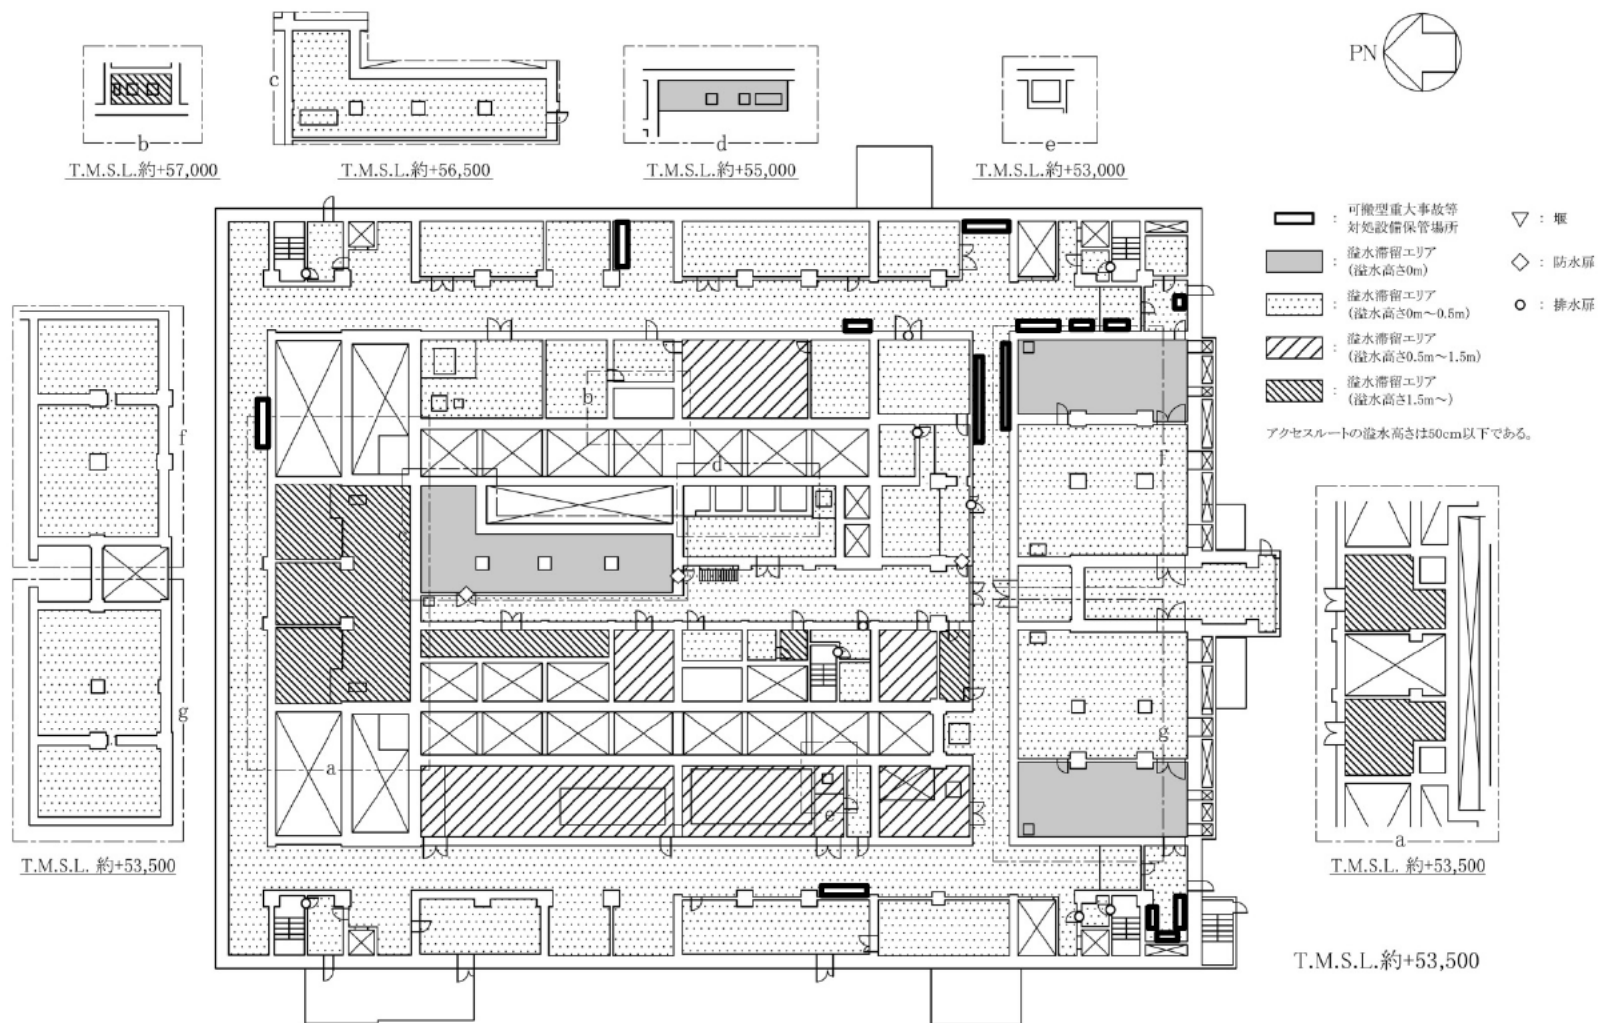 PN
c
b
T.M.S.L.約+57,000
T.M.S.L.約+56,500
d
T.M.S.L.約+55,000
e
T.M.S.L.約+53,000
: 可搬型重大事故等
対処設備保管場所
: 溢水滞留エリア
(溢水高さ0m)
: 溢水滞留エリア
(溢水高さ0m～0.5m)
: 溢水滞留エリア
(溢水高さ0.5m～1.5m)
: 溢水滞留エリア
(溢水高さ1.5m～)
: 堰
: 防水扉
: 排水扉
アクセスルートの溢水高さは50cm以下である。
f
g
T.M.S.L. 約+53,500
b
d
c
f
a
e
g
a
T.M.S.L. 約+53,500
T.M.S.L.約+53,500